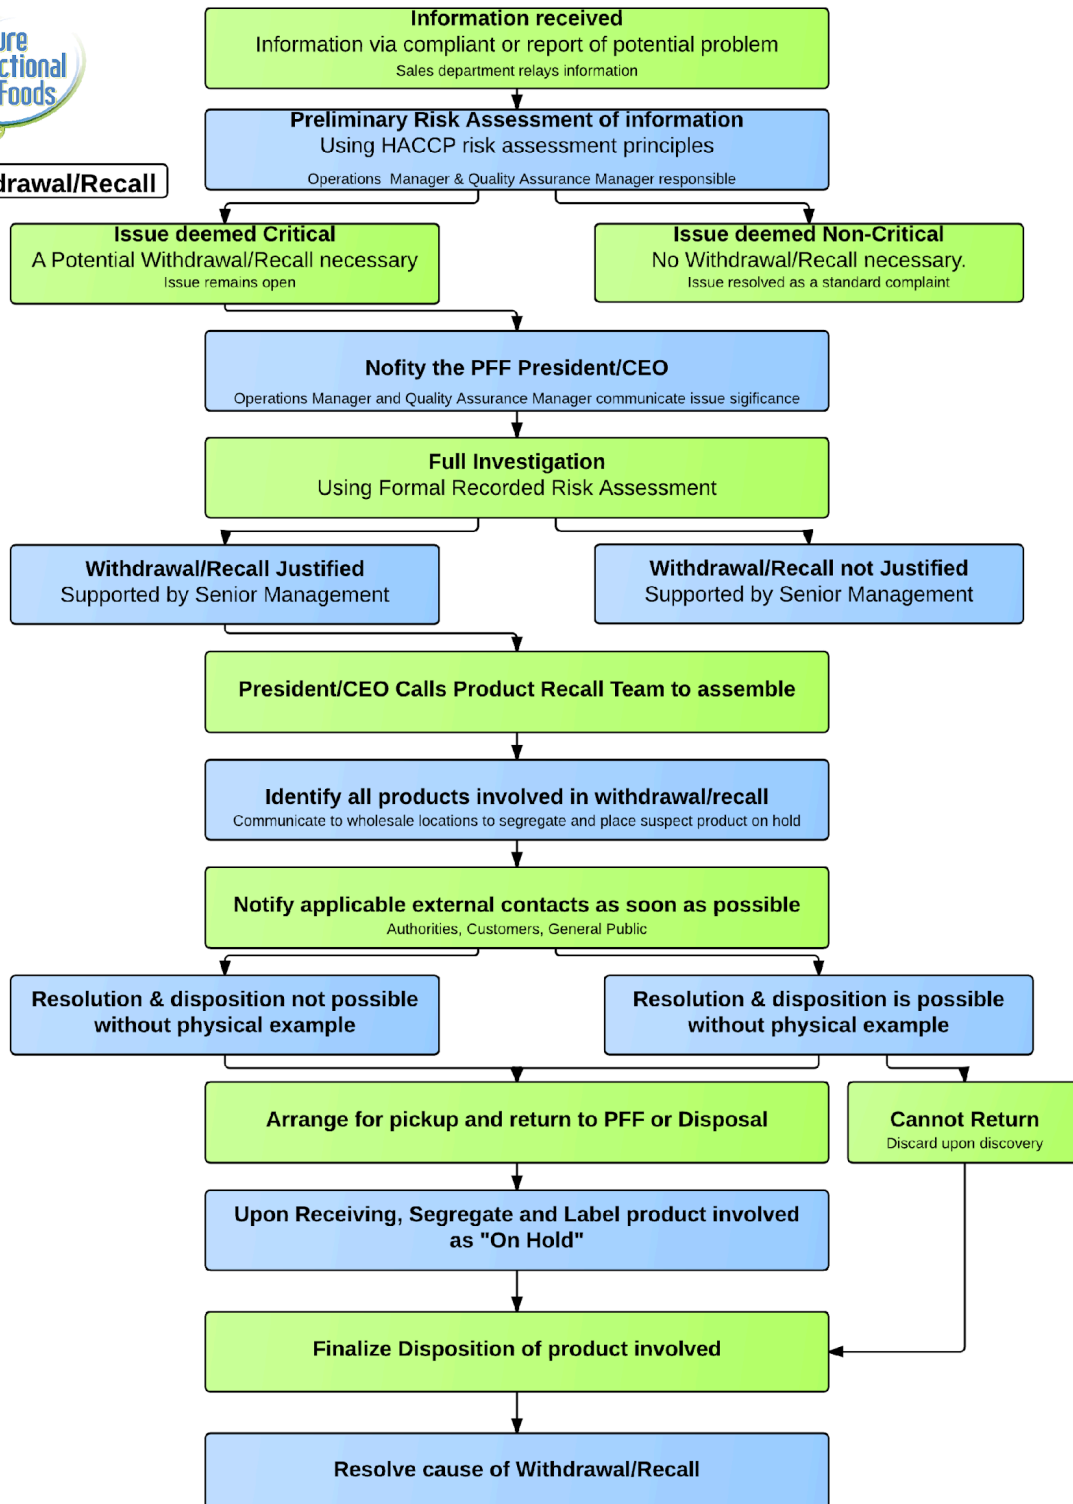 ure
ctional
Foods
drawal/Recall
Information received
Information via compliant or report of potential problem
Sales department relays information
Preliminary Risk Assessment of information
Using HACCP risk assessment principles
Operations Manager & Quality Assurance Manager responsible
Issue deemed Critical
A Potential Withdrawal/Recall necessary
Issue remains open
Issue deemed Non-Critical
No Withdrawal/Recall necessary.
Issue resolved as a standard complaint
Nofity the PFF President/CEO
Operations Manager and Quality Assurance Manager communicate issue sigificance
Full Investigation
Using Formal Recorded Risk Assessment
Withdrawal/Recall Justified
Supported by Senior Management
Withdrawal/Recall not Justified
Supported by Senior Management
President/CEO Calls Product Recall Team to assemble
Identify all products involved in withdrawal/recall
Communicate to wholesale locations to segregate and place suspect product on hold
Notify applicable external contacts as soon as possible
Authorities, Customers, General Public
Resolution & disposition not possible
without physical example
Resolution & disposition is possible
without physical example
Arrange for pickup and return to PFF or Disposal
Cannot Return
Discard upon discovery
Upon Receiving, Segregate and Label product involved
as "On Hold"
Finalize Disposition of product involved
Resolve cause of Withdrawal/Recall